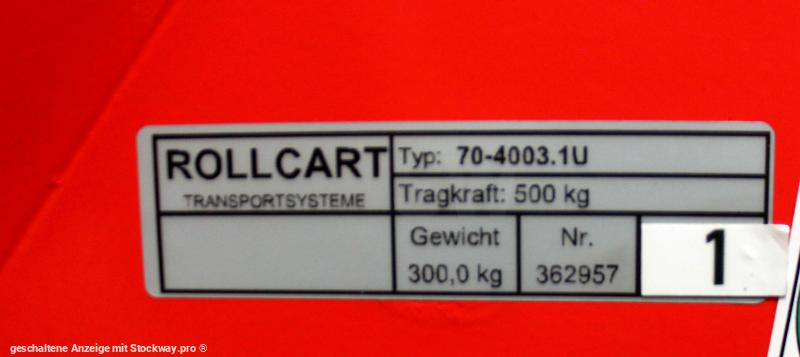 ROLLCART
TRANSPORTSYSTEME
Typ: 70-4003.1U
Tragkraft: 500 kg
Gewicht
300,0 kg
Nr.
362957
1
geschaltene Anzeige mit Stockway.pro ®